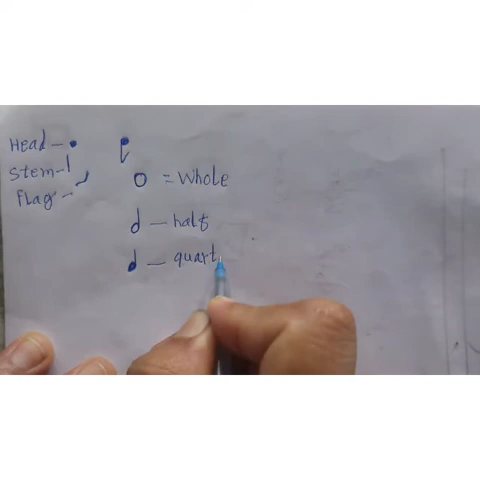 Head -
Stem -
Flag -
= Whole
- half
- quart